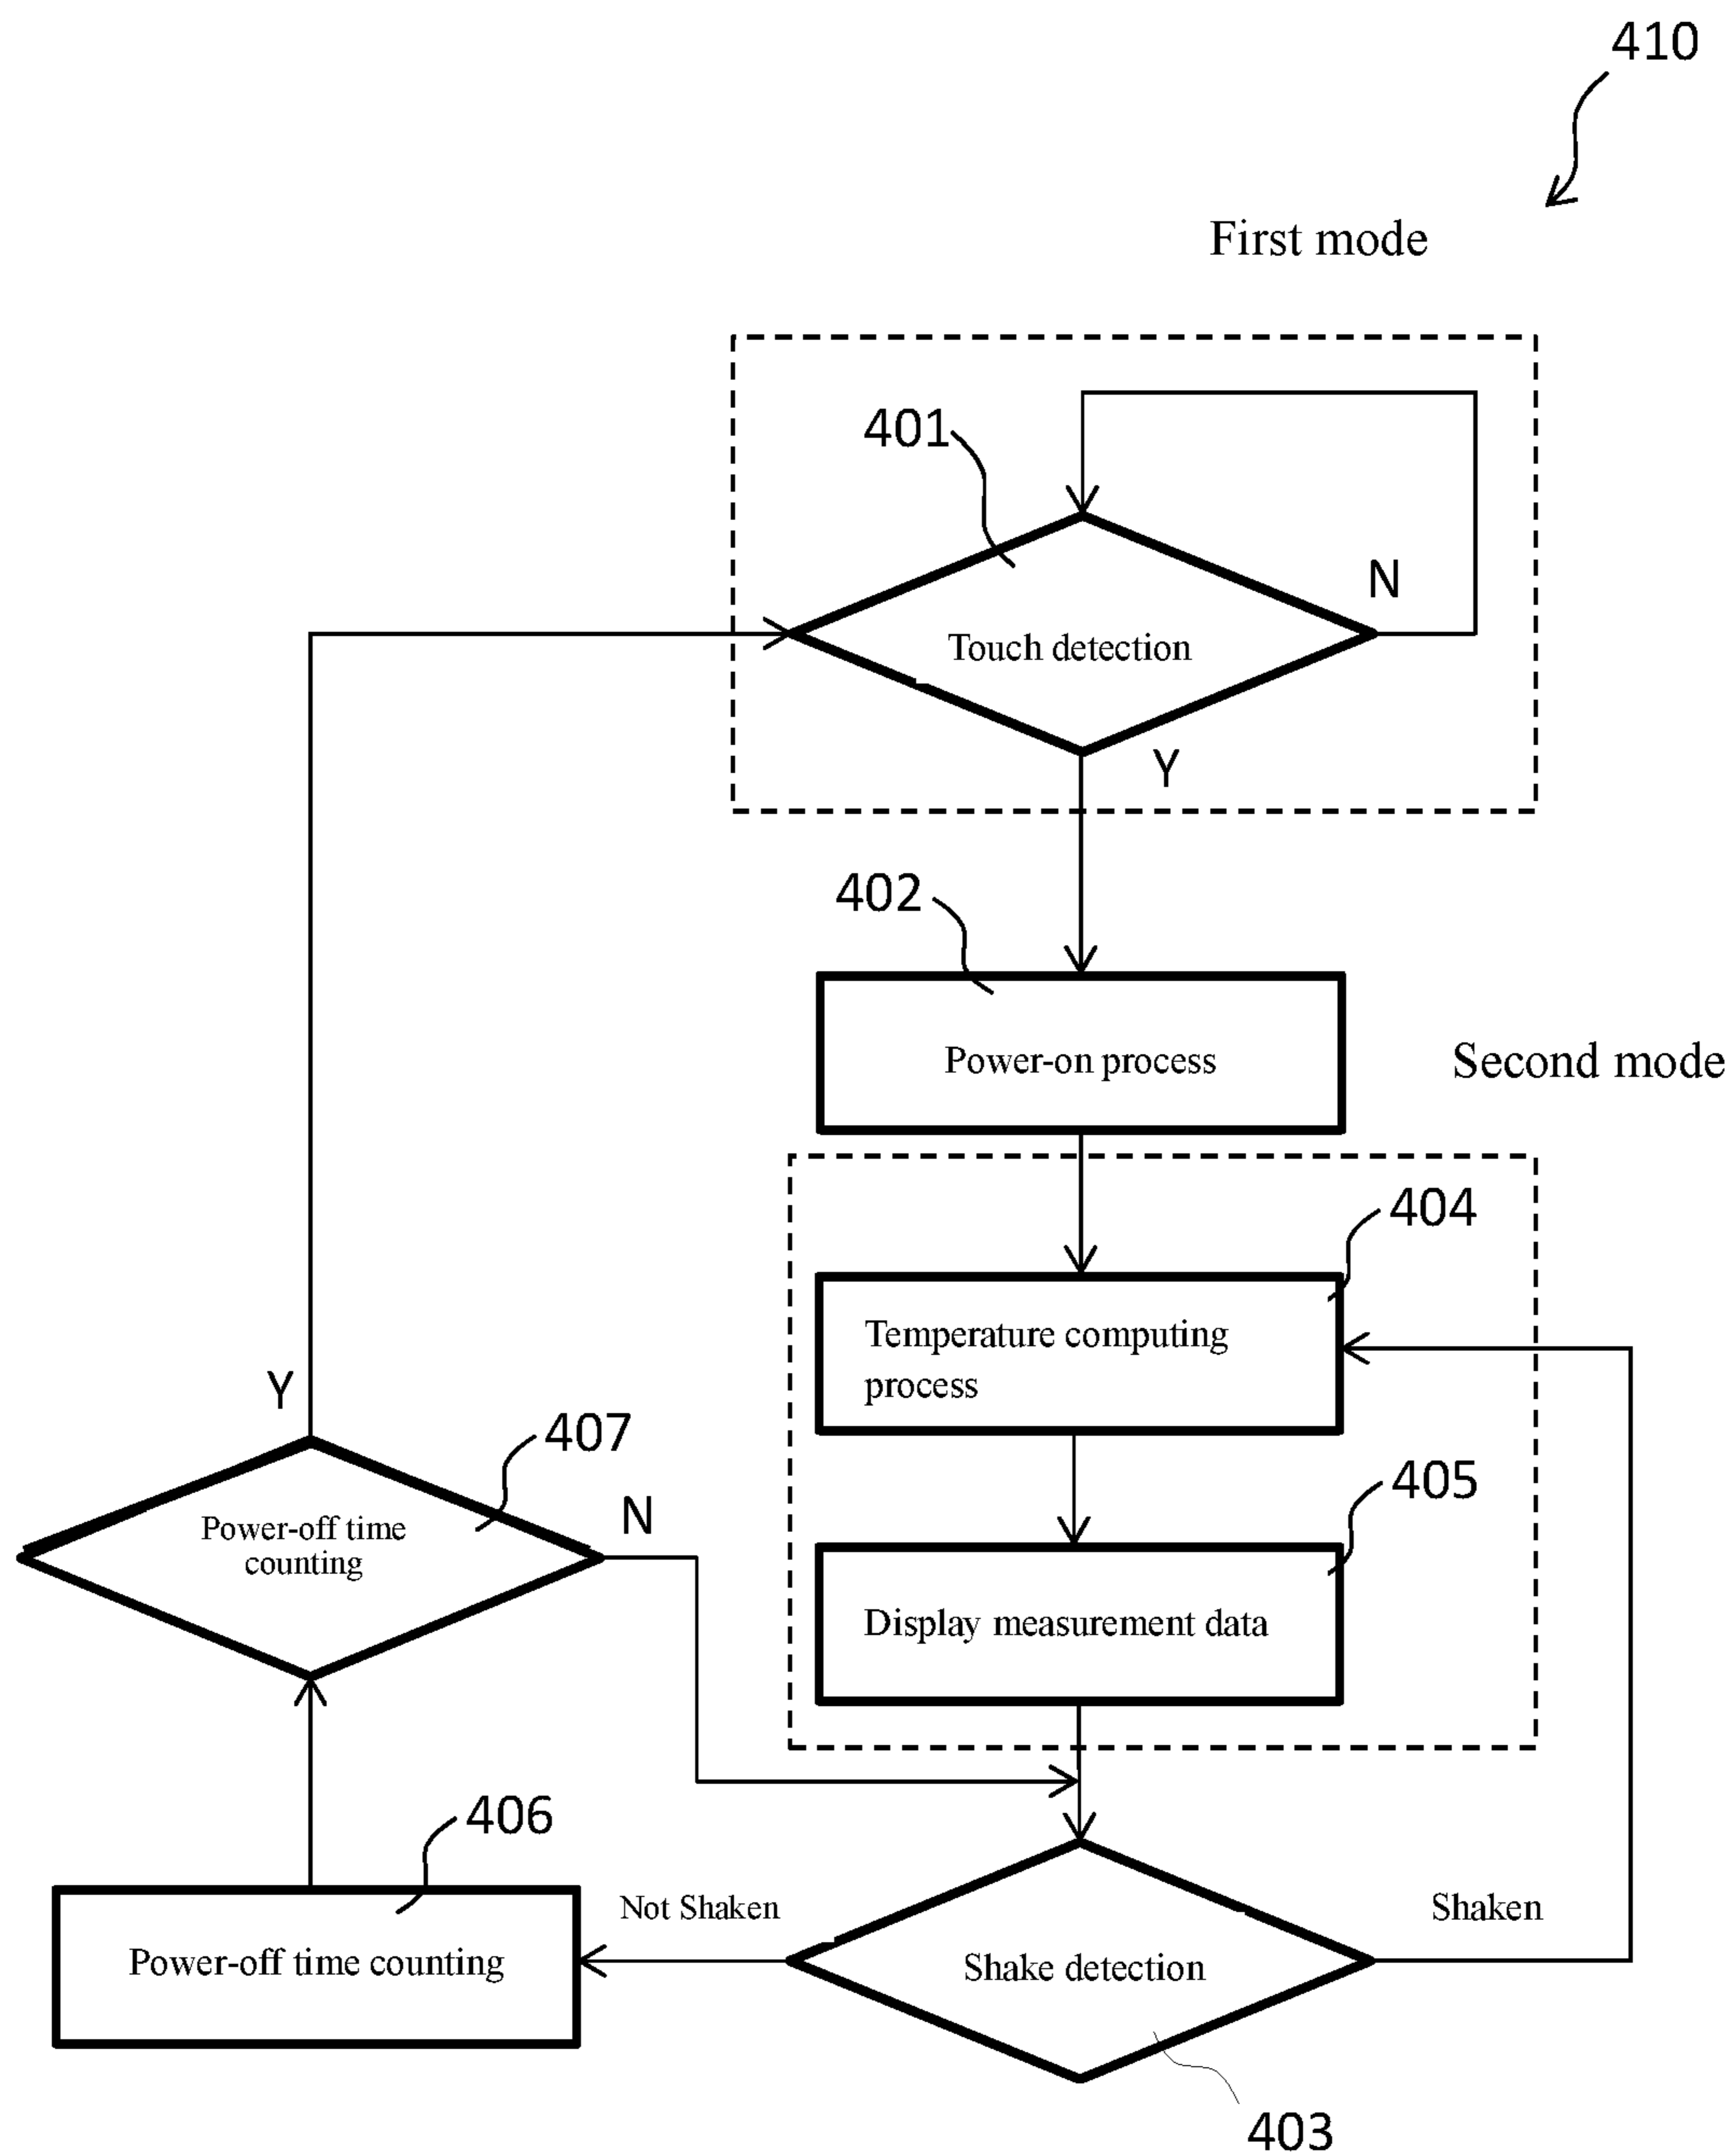 410
First mode
401
N
Touch detection
Y
402
Power-on process
Second mode
404
Temperature computing
process
Y
407
405
N
Power-off time
counting
Display measurement data
406
Not Shaken
Shaken
Power-off time counting
Shake detection
403